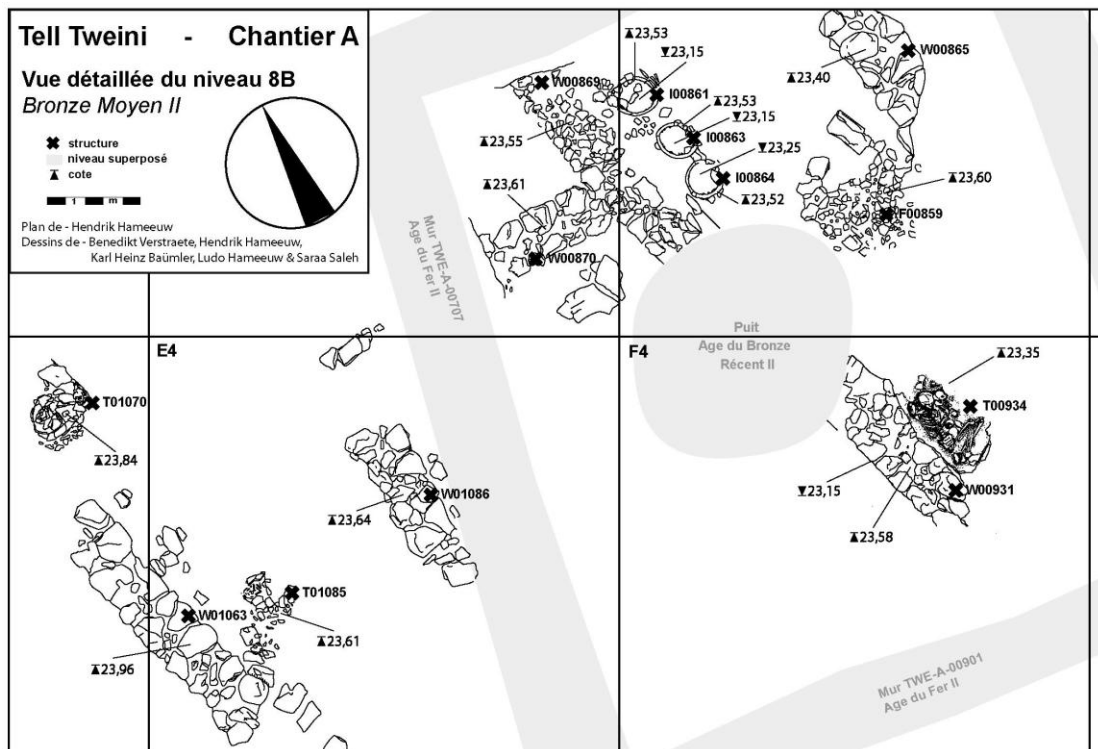 Tell Tweini - Chantier A
Vue détaillée du niveau 8B
Bronze Moyen II
structure
niveau superposé
cote
1 m
Plan de - Hendrik Hameeuw
Dessins de - Benedikt Verstraete, Hendrik Hameeuw,
Karl Heinz Baümler, Ludo Hameeuw & Saraa Saleh
23,53
23,15
W00869
I00861
23,53
23,15
I00863
23,55
23,25
I00864
23,61
23,52
W00870
W00865
23,40
23,60
F00859
Mur TWE-A-00707
Age du Fer II
Puit
Age du Bronze
Récent II
E4
F4
T01070
23,84
W01086
23,64
T01085
W01063
23,61
23,96
23,35
T00934
23,15
W00931
23,58
Mur TWE-A-00901
Age du Fer II